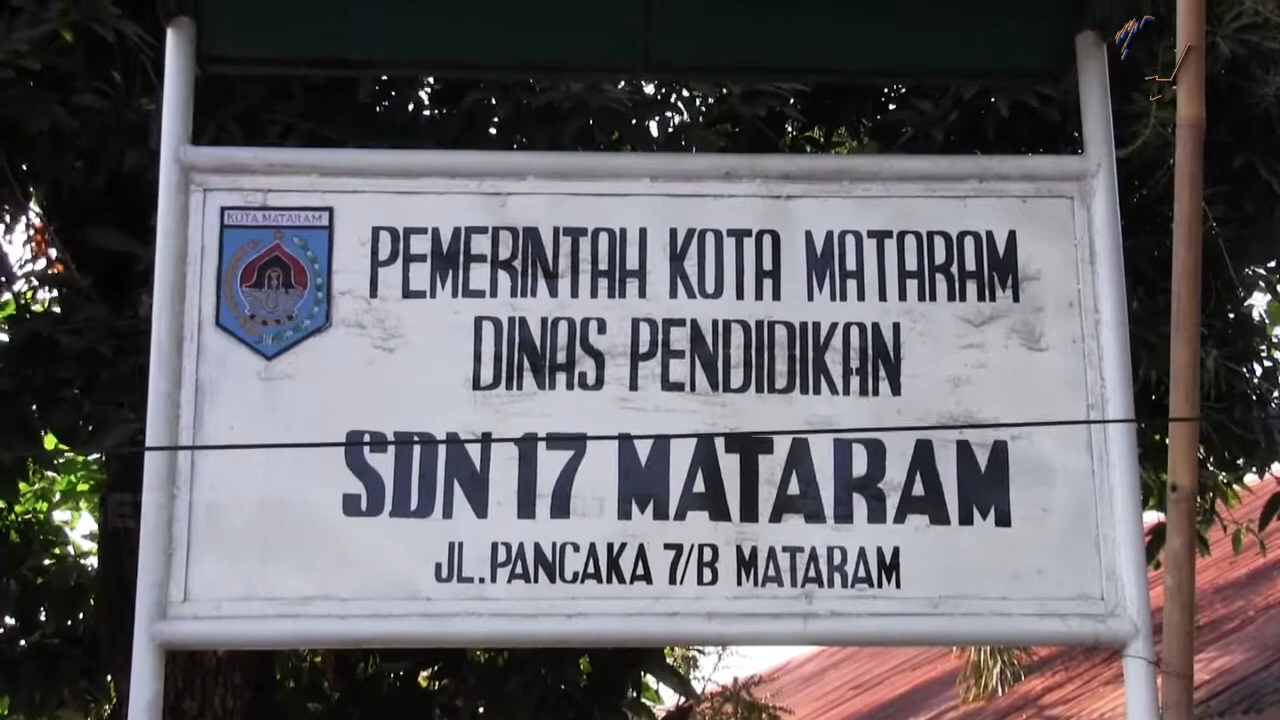 KOTA MATARAM
PEMERINTAH KOTA MATARAM
DINAS PENDIDIKAN
SDN 17 MATARAM
JL.PANCAKA 7/B MATARAM